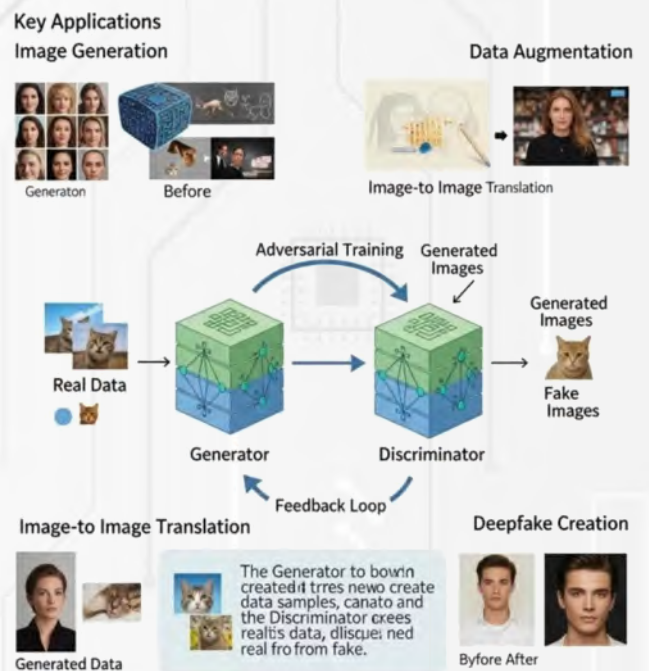 Key Applications
Image Generation
Data Augmentation
Generaton
Before
Image-to Image Translation
Adversarial Training
Generated
Images
Generated
Images
Real Data
Fake
Images
Generator
Discriminator
Feedback Loop
Image-to Image Translation
Deepfake Creation
The Generator to bowin
createdit trres newo create
data samples, canato and
the Discriminator cxees
realtis data, dlisquei ned
real fro from fake.
Generated Data
Byfore After